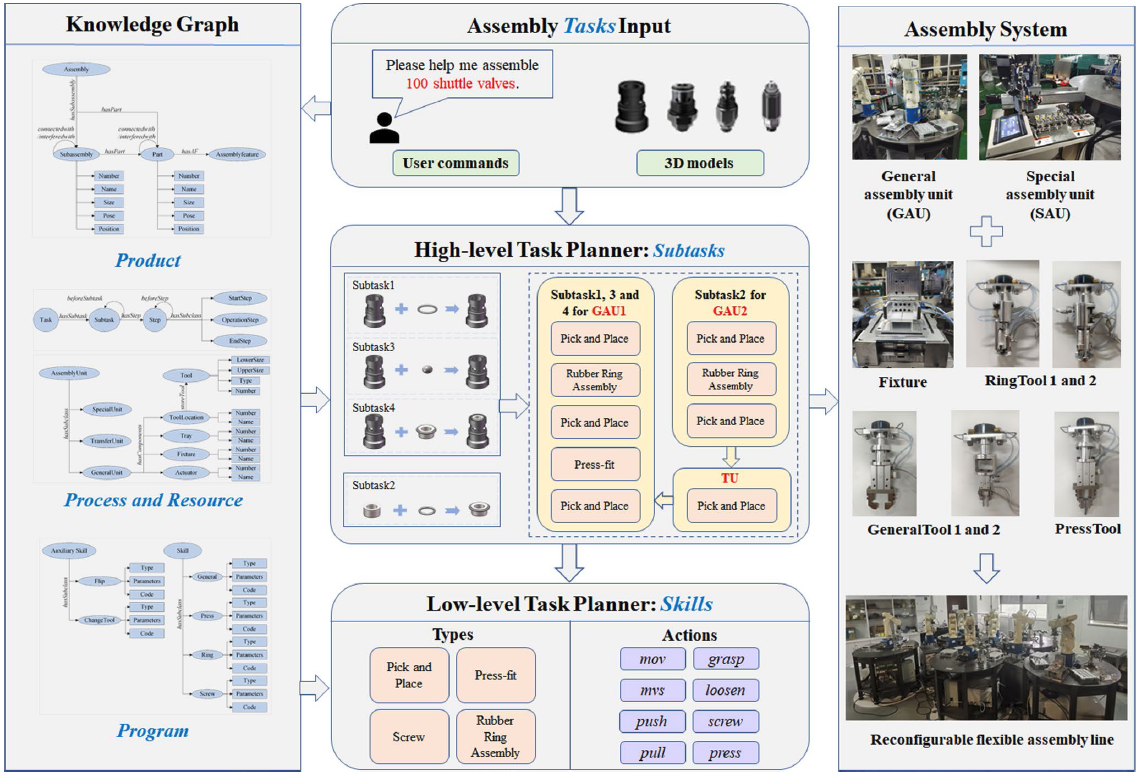 Knowledge Graph
Assembly
hasSubassembly
hasPart
connectedwith
/interferedwith
connectedwith
/interferedwith
Subassembly
hasPart
Part
hasAF
Assemblyfeature
Number
Name
Size
Pose
Position
Number
Name
Size
Pose
Position
Product
beforeSubtask
beforeStep
Task
hasSubtask
Subtask
hasStep
Step
hasSubclass
StartStep
OperationStep
EndStep
AssemblyUnit
hasSubclass
SpecialUnit
TransferUnit
GeneralUnit
hasComponents
Tool
LowerSize
UpperSize
Type
Number
storeTool
ToolLocation
Number
Name
Tray
Number
Name
Fixture
Number
Name
Actuator
Number
Name
Process and Resource
Auxiliary Skill
hasSubclass
Flip
Type
Parameters
Code
ChangeTool
Type
Parameters
Code
Skill
hasSubclass
General
Type
Parameters
Code
Press
Type
Parameters
Code
Ring
Type
Parameters
Code
Screw
Type
Parameters
Code
Program
Assembly Tasks Input
Please help me assemble
100 shuttle valves.
User commands
3D models
High-level Task Planner: Subtasks
Subtask1
Subtask3
Subtask4
Subtask2
Subtask1, 3 and
4 for GAU1
Pick and Place
Rubber Ring
Assembly
Pick and Place
Press-fit
Pick and Place
Subtask2 for
GAU2
Pick and Place
Rubber Ring
Assembly
Pick and Place
TU
Pick and Place
Low-level Task Planner: Skills
Types
Pick and
Place
Press-fit
Screw
Rubber
Ring
Assembly
Actions
mov
grasp
mvs
loosen
push
screw
pull
press
Assembly System
General
assembly unit
(GAU)
Special
assembly unit
(SAU)
Fixture
RingTool 1 and 2
GeneralTool 1 and 2
PressTool
Reconfigurable flexible assembly line